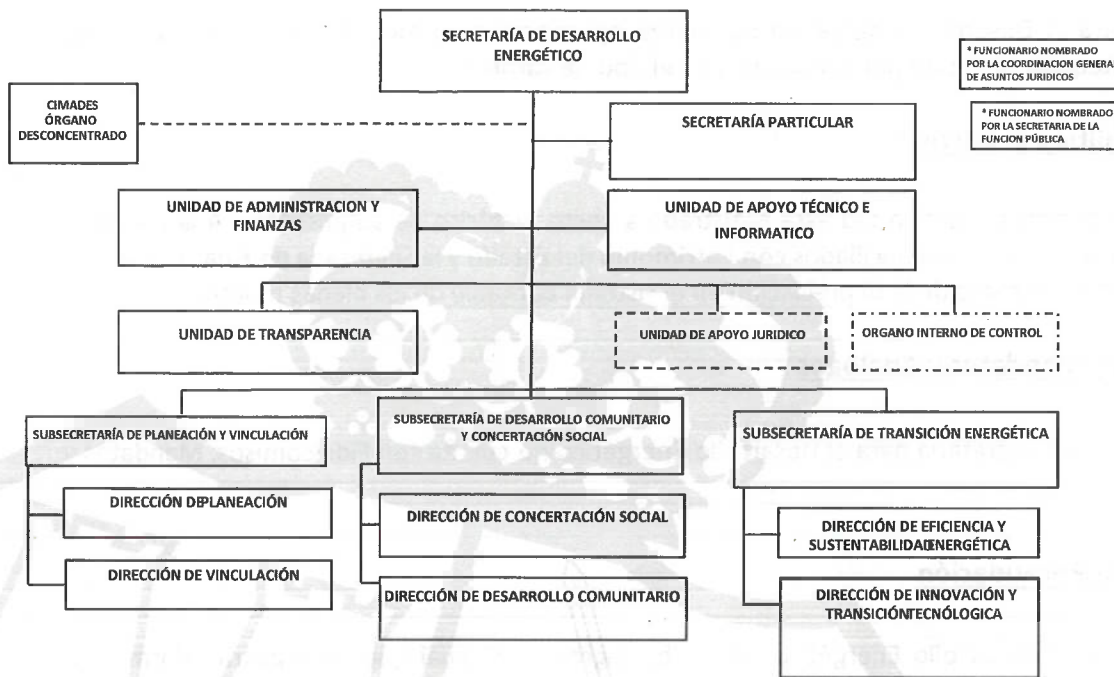 SECRETARÍA DE DESARROLLO
ENERGÉTICO
* FUNCIONARIO NOMBRADO
POR LA COORDINACION GENERAL
DE ASUNTOS JURIDICOS
* FUNCIONARIO NOMBRADO
POR LA SECRETARIA DE LA
FUNCION PÚBLICA
CIMADES
ÓRGANO
DESCONCENTRADO
SECRETARÍA PARTICULAR
UNIDAD DE ADMINISTRACION Y
FINANZAS
UNIDAD DE APOYO TÉCNICO E
INFORMATICO
UNIDAD DE TRANSPARENCIA
UNIDAD DE APOYO JURIDICO
ORGANO INTERNO DE CONTROL
SUBSECRETARÍA DE PLANEACIÓN Y VINCULACIÓN
SUBSECRETARÍA DE DESARROLLO COMUNITARIO
Y CONCERTACIÓN SOCIAL
SUBSECRETARÍA DE TRANSICIÓN ENERGÉTICA
DIRECCIÓN DEPLANEACIÓN
DIRECCIÓN DE VINCULACIÓN
DIRECCIÓN DE CONCERTACIÓN SOCIAL
DIRECCIÓN DE DESARROLLO COMUNITARIO
DIRECCIÓN DE EFICIENCIA Y
SUSTENTABILIDADENERGÉTICA
DIRECCIÓN DE INNOVACIÓN Y
TRANSICIÓNTECNÓLOGICA